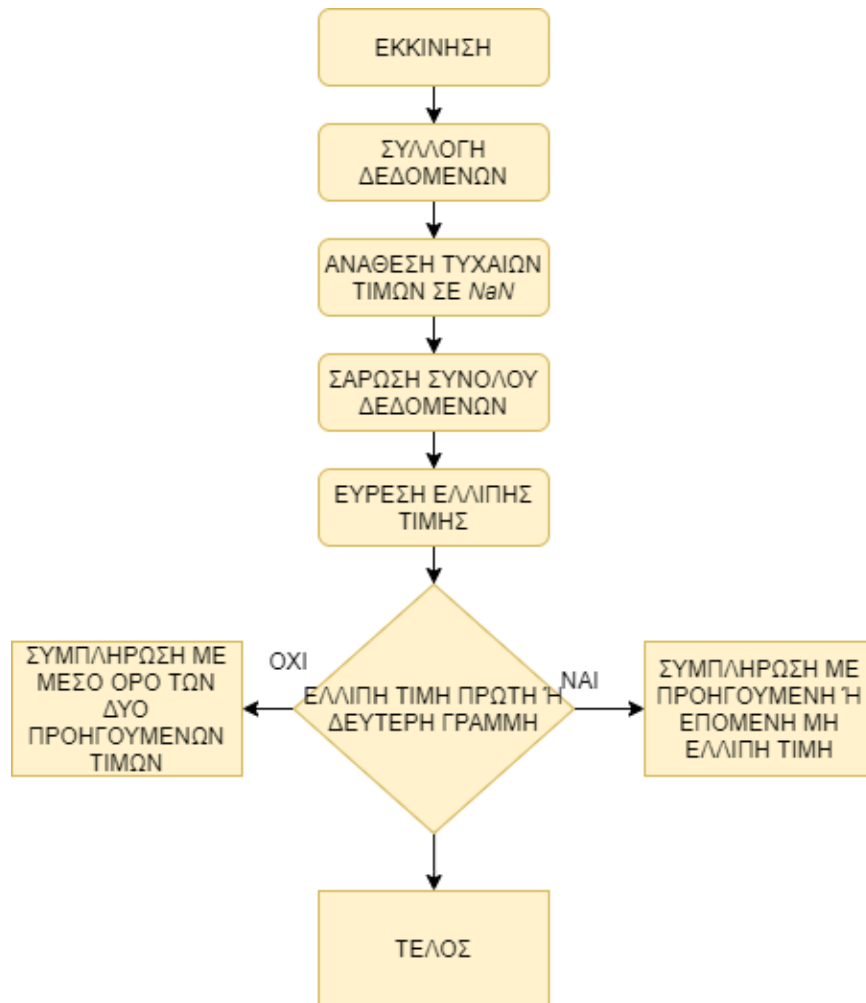 ΕΚΚΙΝΗΣΗ
ΣΥΛΛΟΓΗ
ΔΕΔΟΜΕΝΩΝ
ΑΝΑΘΕΣΗ ΤΥΧΑΙΩΝ
ΤΙΜΩΝ ΣΕ NaN
ΣΑΡΩΣΗ ΣΥΝΟΛΟΥ
ΔΕΔΟΜΕΝΩΝ
ΕΥΡΕΣΗ ΕΛΛΙΠΗΣ
ΤΙΜΗΣ
ΕΛΛΙΠΗ ΤΙΜΗ ΠΡΩΤΗ Ή
ΔΕΥΤΕΡΗ ΓΡΑΜΜΗ
ΟΧΙ
ΣΥΜΠΛΗΡΩΣΗ ΜΕ
ΜΕΣΟ ΟΡΟ ΤΩΝ
ΔΥΟ
ΠΡΟΗΓΟΥΜΕΝΩΝ
ΤΙΜΩΝ
ΝΑΙ
ΣΥΜΠΛΗΡΩΣΗ ΜΕ
ΠΡΟΗΓΟΥΜΕΝΗ Ή
ΕΠΟΜΕΝΗ ΜΗ
ΕΛΛΙΠΗ ΤΙΜΗ
ΤΕΛΟΣ